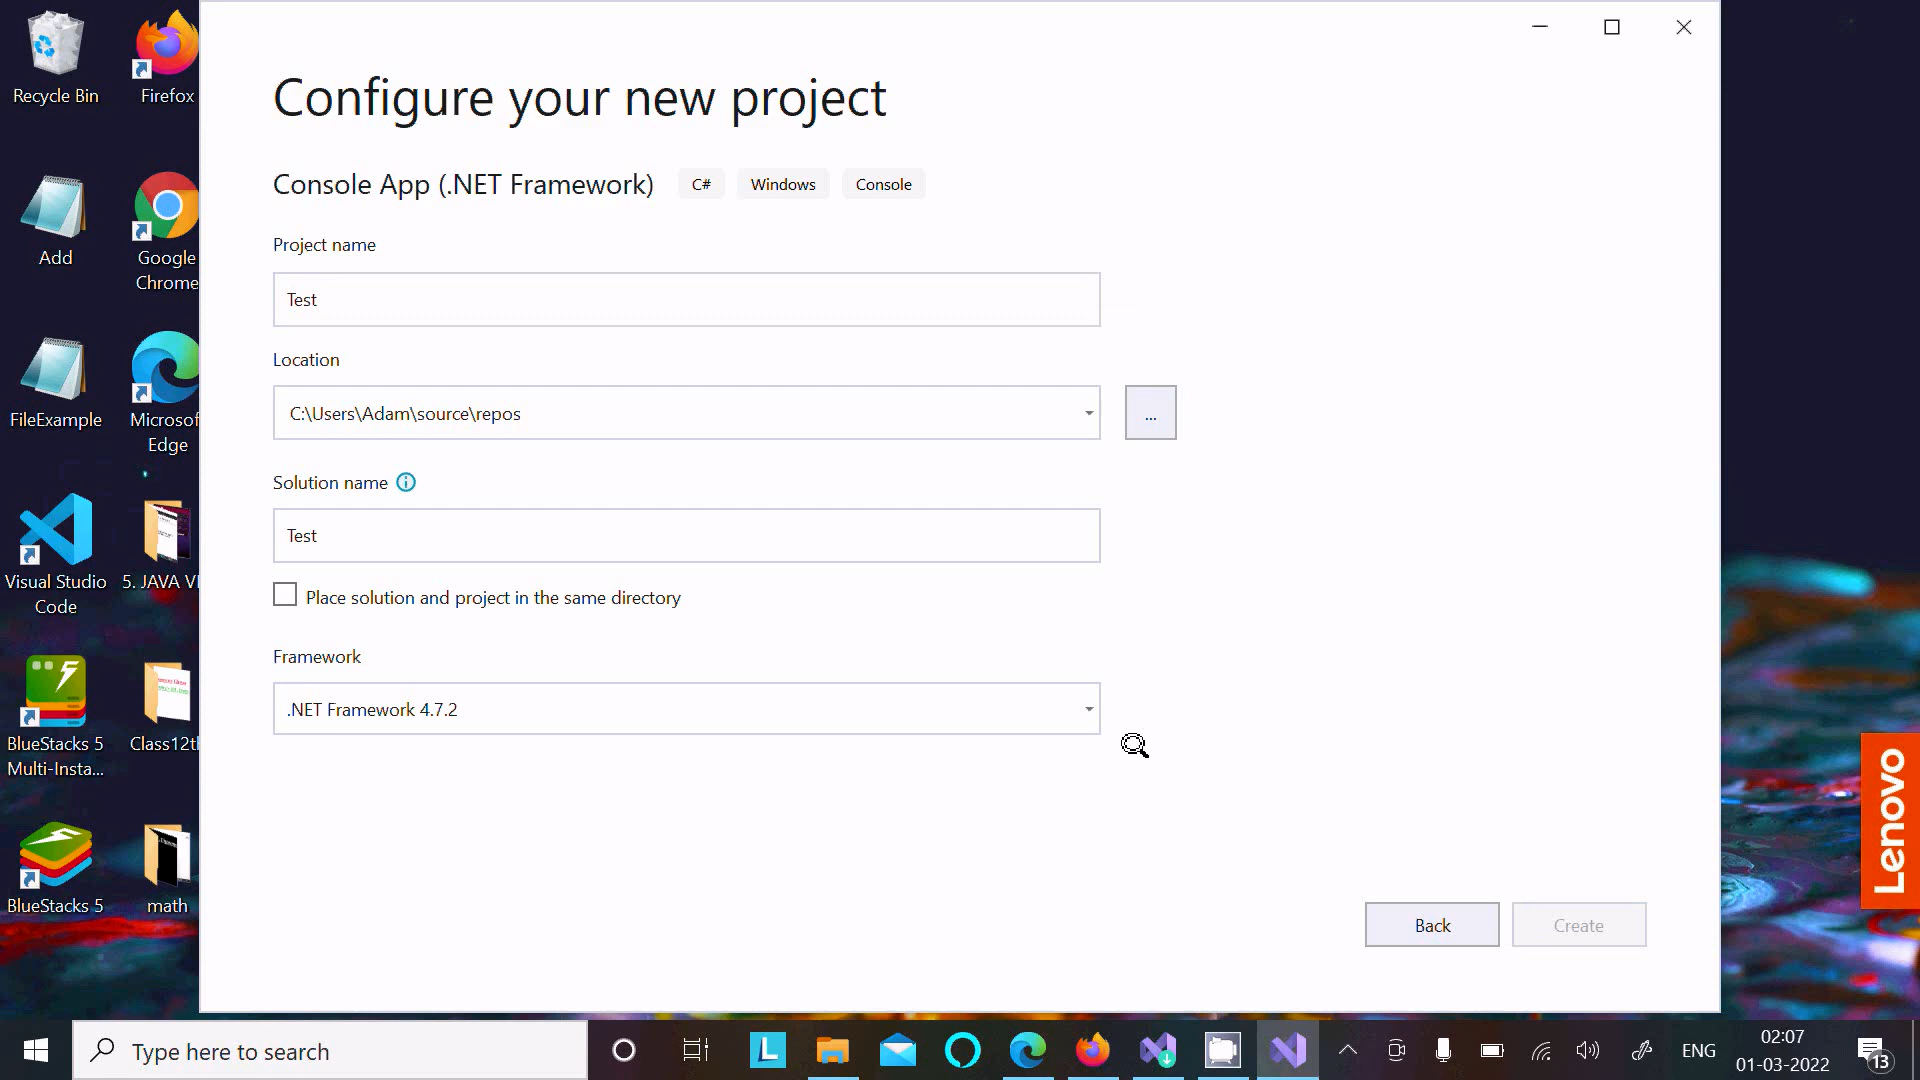 Recycle Bin
Firefox
Add
Google
Chrome
FileExample
Microsof
Edge
Visual Studio
Code
5. JAVA VI
BlueStacks 5
Multi-Insta...
Class12th
BlueStacks 5
math
Configure your new project
Console App (.NET Framework)
C#
Windows
Console
Project name
Test
Location
C:\Users\Adam\source\repos
...
Solution name
Test
Place solution and project in the same directory
Framework
.NET Framework 4.7.2
Back
Create
Lenovo
Type here to search
L
ENG
02:07
01-03-2022
13